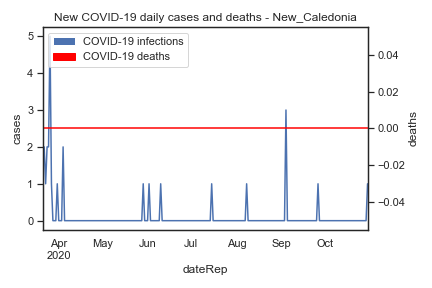 New COVID-19 daily cases and deaths - New_Caledonia
COVID-19 infections
COVID-19 deaths
5
4
3
2
1
0
cases
0.04
0.02
0.00
−0.02
−0.04
deaths
Apr May Jun Jul Aug Sep Oct
2020
dateRep